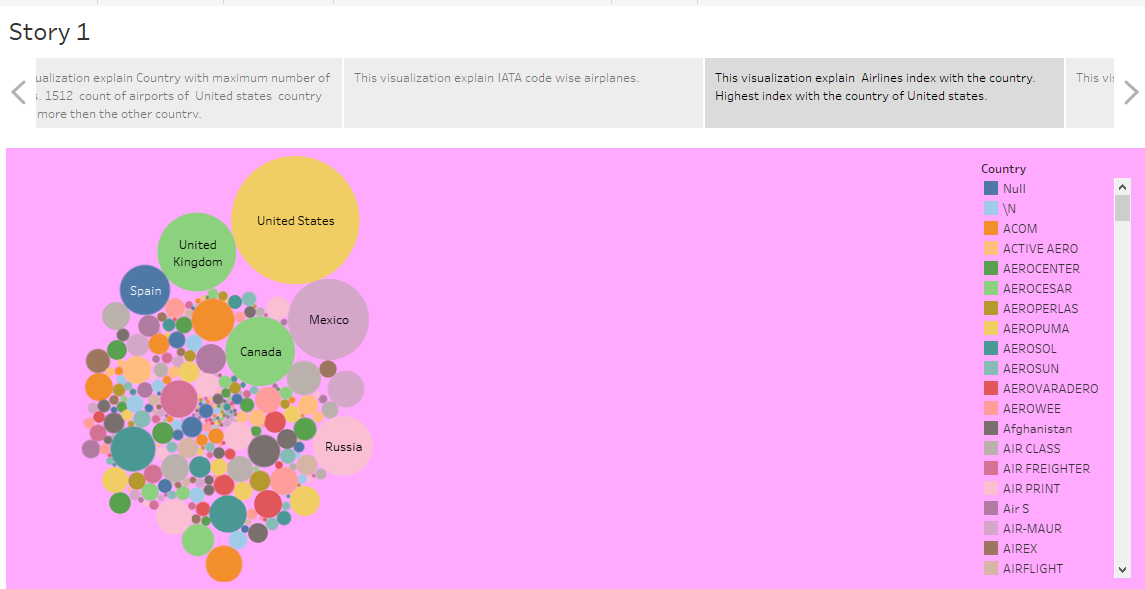 Story 1
ualization explain Country with maximum number of
s. 1512 count of airports of United states country
more then the other country.
This visualization explain IATA code wise airplanes.
This visualization explain Airlines index with the country.
Highest index with the country of United states.
This vis
United States
United
Kingdom
Spain
Mexico
Canada
Russia
Country
Null
\N
ACOM
ACTIVE AERO
AEROCENTER
AEROCESAR
AEROPERLAS
AEROPUMA
AEROSOL
AEROSUN
AEROVARADERO
AEROWEE
Afghanistan
AIR CLASS
AIR FREIGHTER
AIR PRINT
Air S
AIR-MAUR
AIREX
AIRFLIGHT